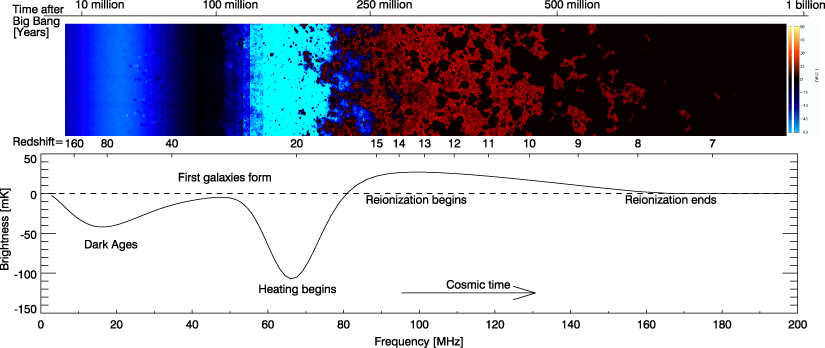 Time after
Big Bang
[Years]
10 million 100 million 250 million 500 million 1 billion
Redshift= 160 80 40 20 15 14 13 12 11 10 9 8 7
50
0
-50
-100
-150
Brightness [mK]
First galaxies form
Dark Ages
Heating begins
Reionization begins
Reionization ends
Cosmic time
0 20 40 60 80 100 120 140 160 180 200
Frequency [MHz]